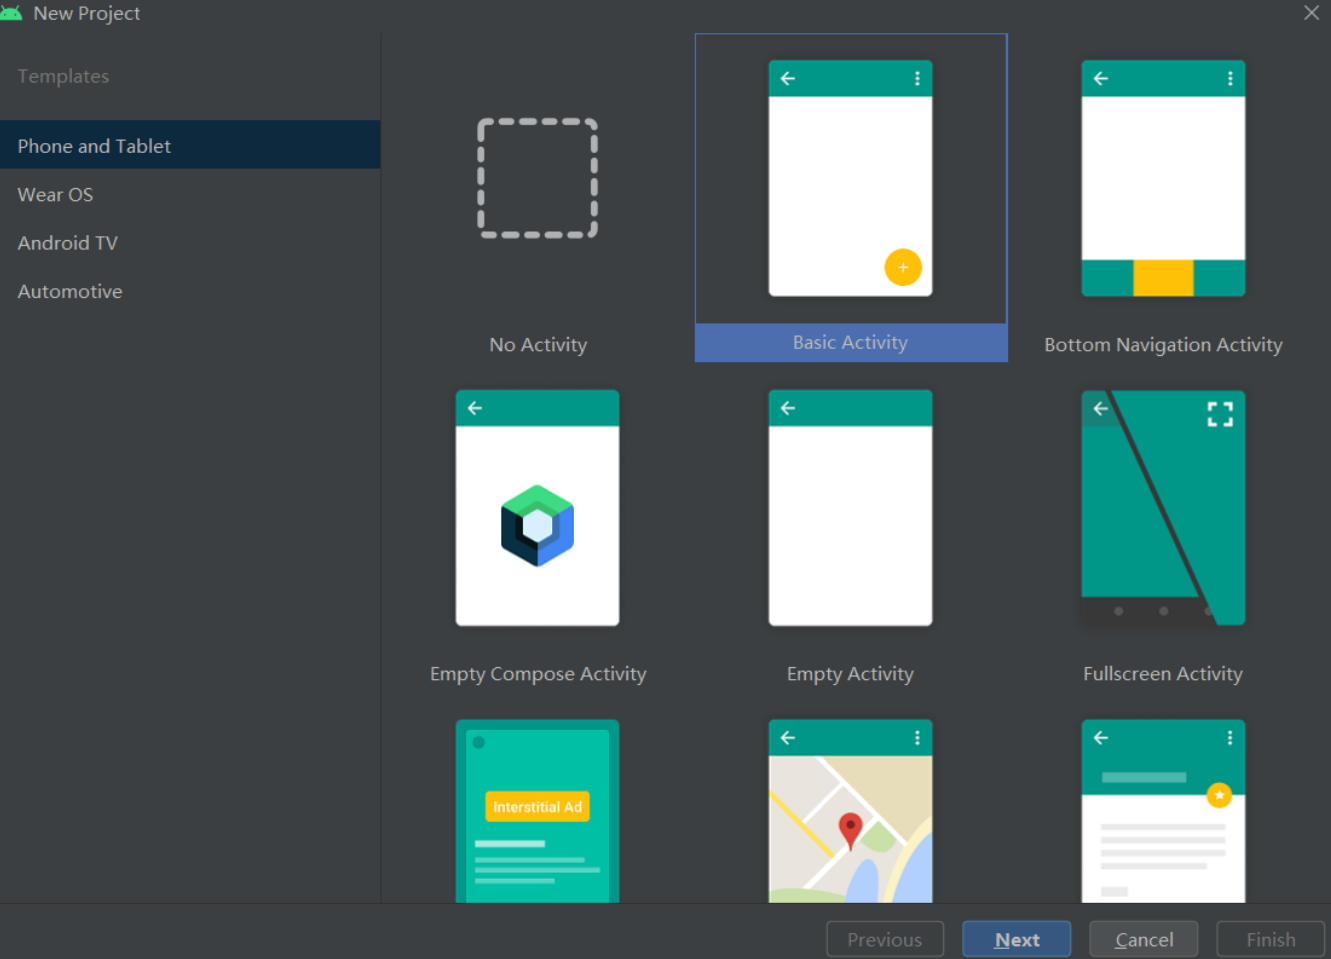 New Project
Templates
Phone and Tablet
Wear OS
Android TV
Automotive
No Activity
Basic Activity
Bottom Navigation Activity
Empty Compose Activity
Empty Activity
Fullscreen Activity
Interstitial Ad
Previous
Next
Cancel
Finish